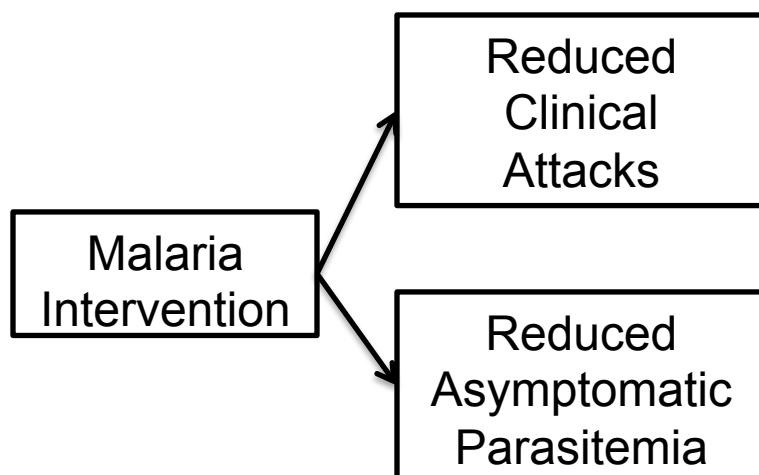 Reduced
Clinical
Attacks
Malaria
Intervention
Reduced
Asymptomatic
Parasitemia